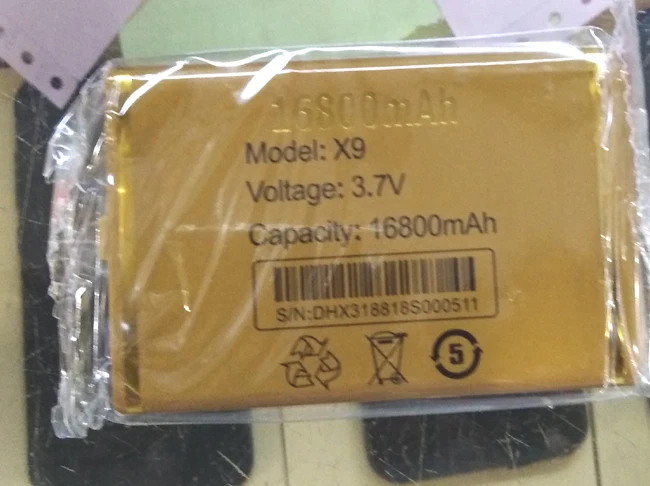 16800mAh
Model: X9
Voltage: 3.7V
Capacity: 16800mAh
S/N:DHX318818S000511
5